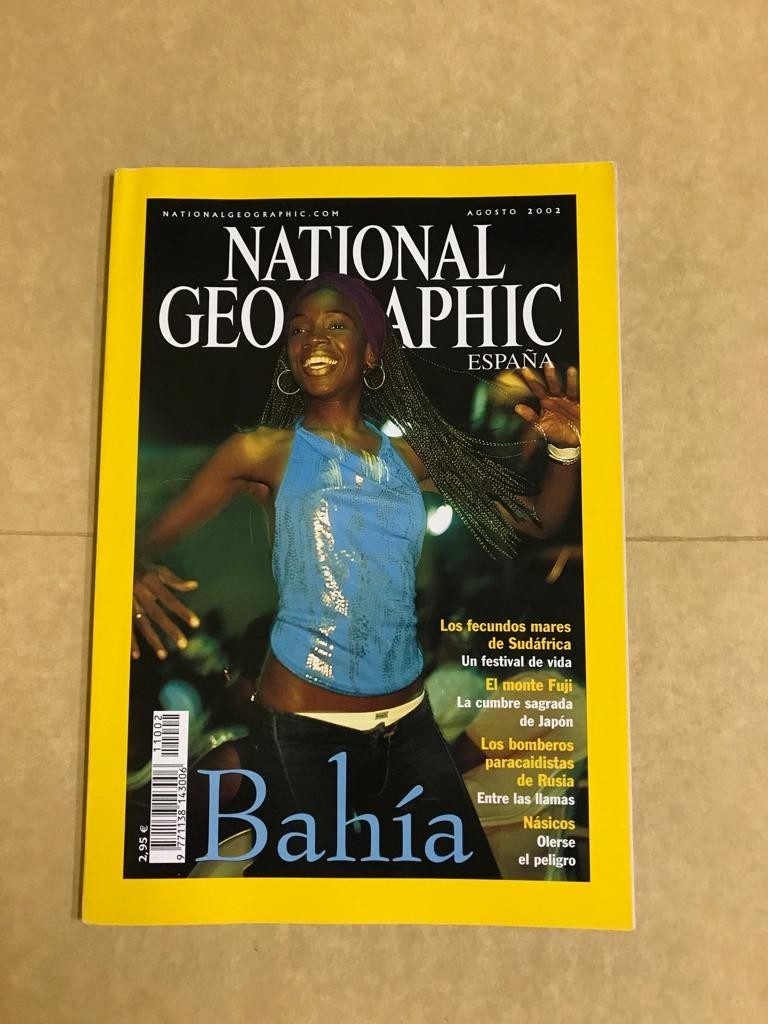 NATIONALGEOGRAPHIC.COM
AGOSTO 2002
NATIONAL
GEOGRAPHIC
ESPAÑA
Los fecundos mares
de Sudáfrica
Un festival de vida
El monte Fuji
La cumbre sagrada
de Japón
Los bomberos
paracaidistas
de Rusia
Entre las llamas
Násicos
Olerse
el peligro
Bahía
2,95 €
9 771138 143006
11002